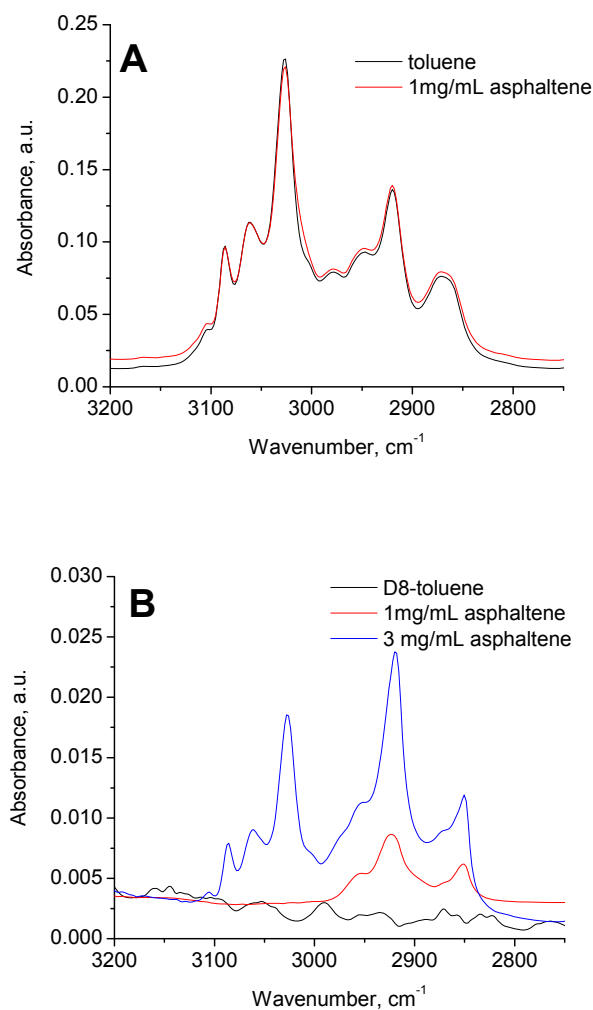 A
toluene
1mg/mL asphaltene
Absorbance, a.u.
0.25
0.20
0.15
0.10
0.05
0.00
3200 3100 3000 2900 2800
Wavenumber, cm⁻¹
B
D8-toluene
1mg/mL asphaltene
3 mg/mL asphaltene
Absorbance, a.u.
0.030
0.025
0.020
0.015
0.010
0.005
0.000
3200 3100 3000 2900 2800
Wavenumber, cm⁻¹